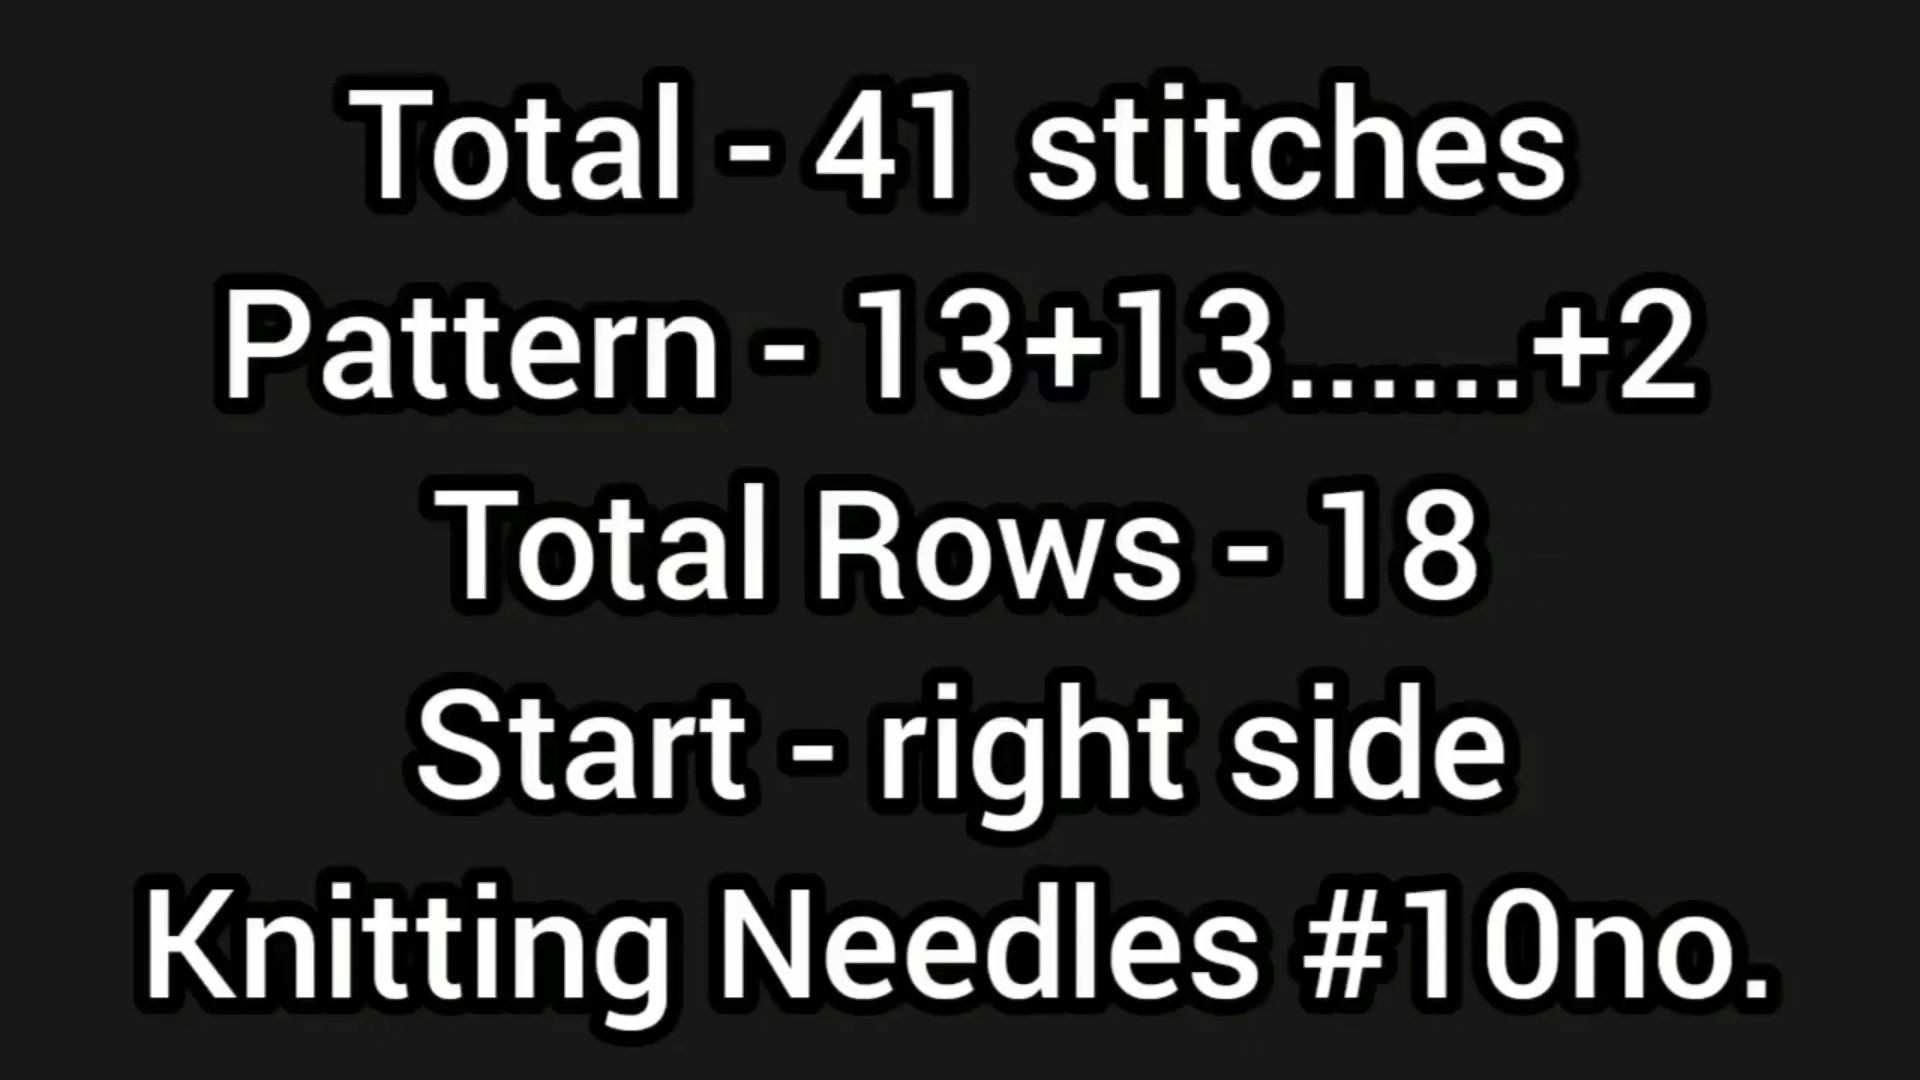 Total - 41 stitches
Pattern - 13+13......+2
Total Rows - 18
Start - right side
Knitting Needles #10no.